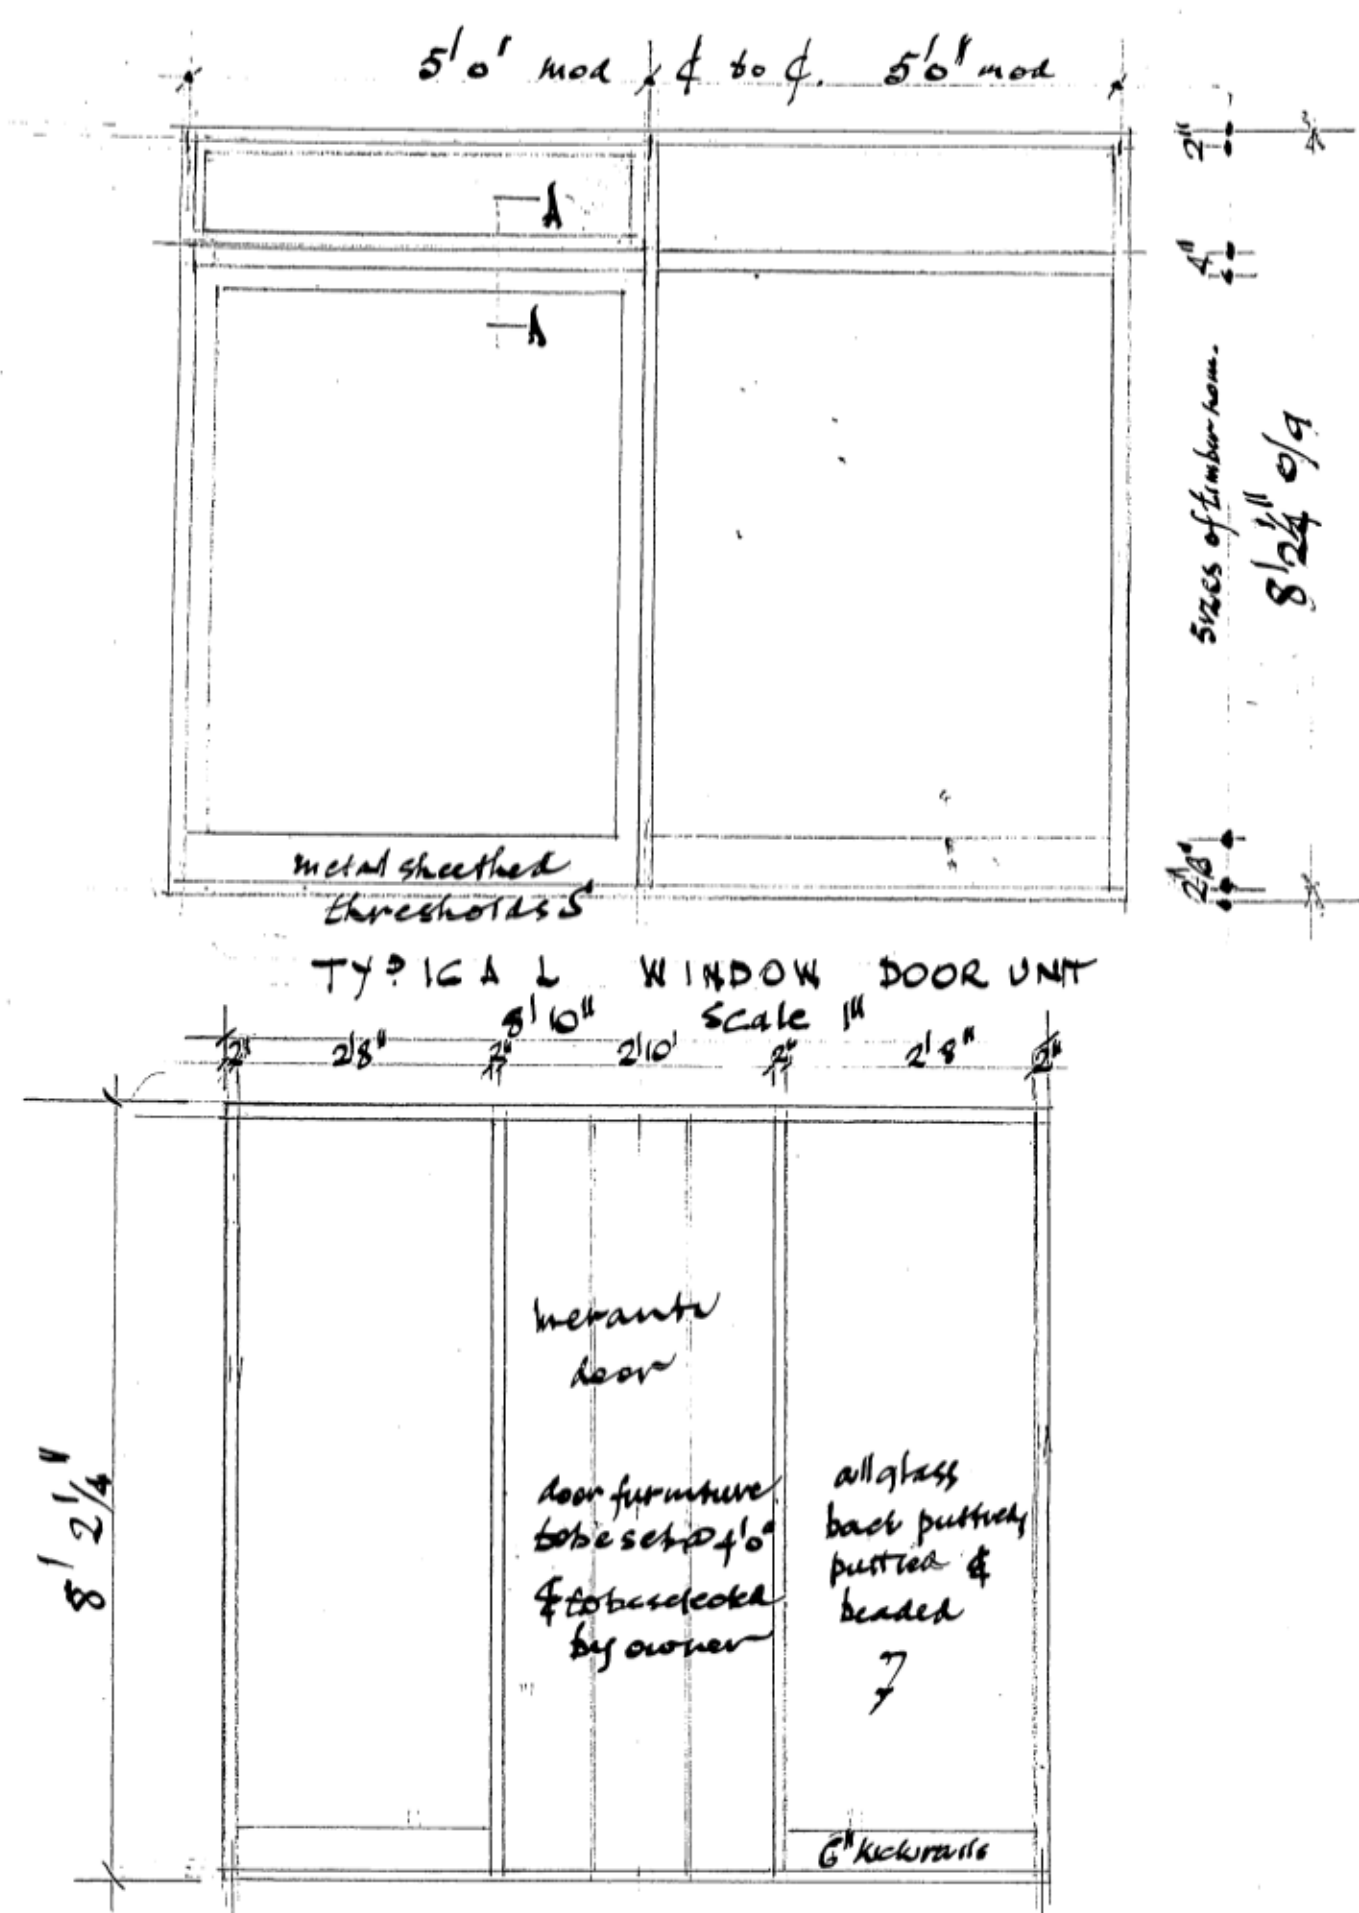 5'0" mod ₵ to ₵. 5'0" mod
2"
A
4"
A
sizes of timber nom.
8'2¼" o/a
metal sheethed
thresholds
2"
TYPICAL WINDOW DOOR UNIT
8'10" Scale 1"
2" 2'8" 2" 2'10' 2" 2'8" 2"
meranti
door
8' 2¼"
door furniture
to be set @ 4'0"
& to be selected
by owner
all glass
back puttied,
puttied &
beaded
6" kickrails